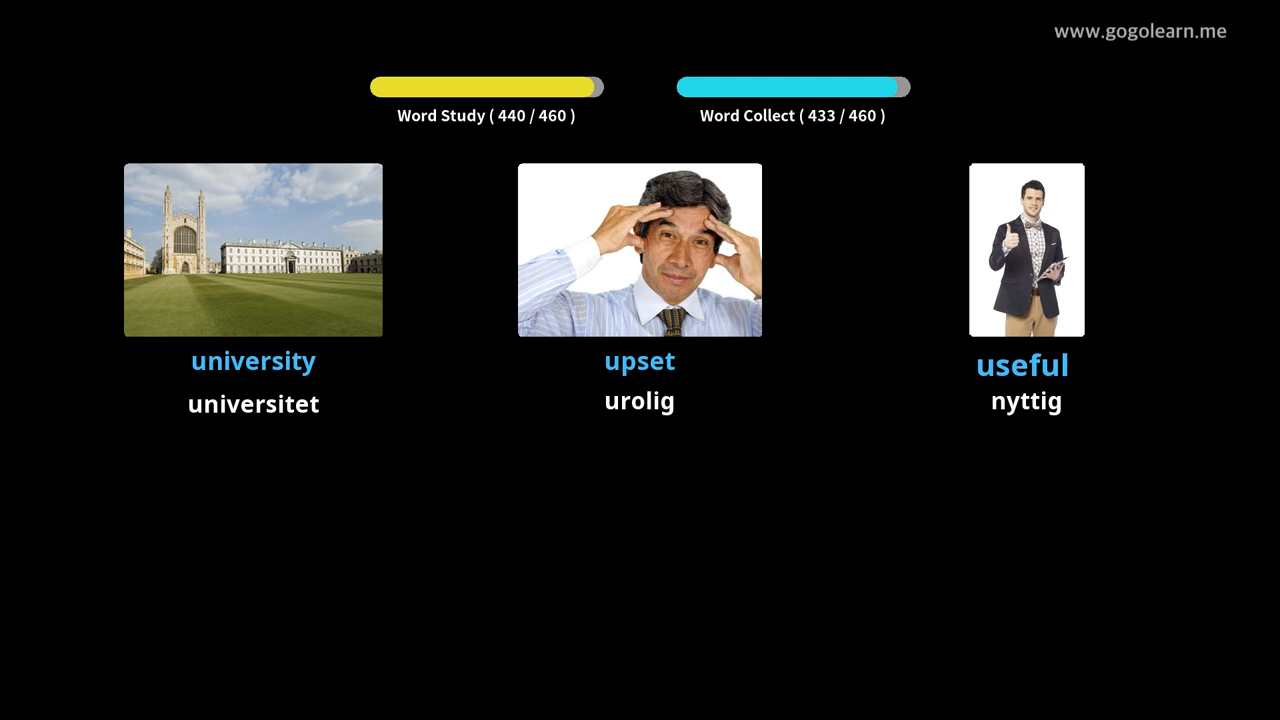 www.gogolearn.me
Word Study ( 440 / 460 )
Word Collect ( 433 / 460 )
university
upset
useful
universitet
urolig
nyttig